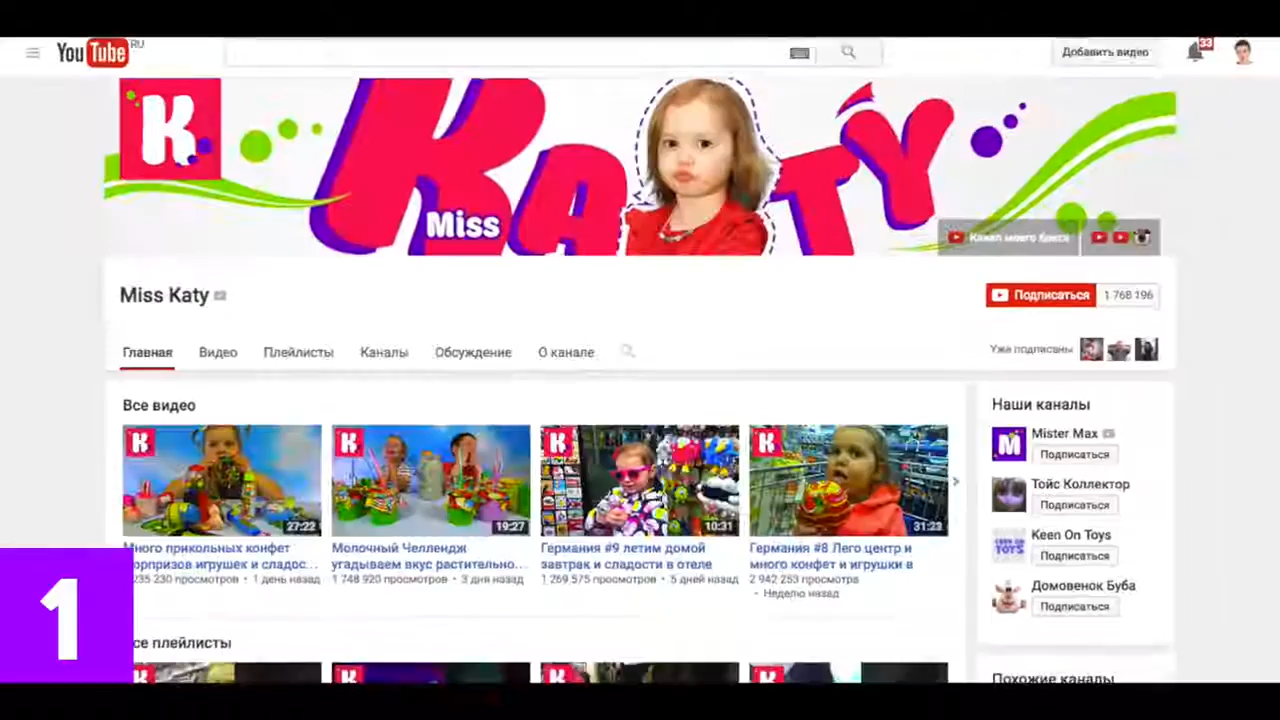 YouTube RU
Добавить видео
33
K
Miss KATY
Канал моего бокса
Miss Katy
Подписаться 1 768 196
Главная Видео Плейлисты Каналы Обсуждение О канале
Уже подписаны
Все видео
27:22
19:27
10:31
31:23
Много прикольных конфет
сюрпризов игрушек и сладос...
235 230 просмотров • 1 день назад
Молочный Челлендж
угадываем вкус растительно...
1 748 920 просмотров • 3 дня назад
Германия #9 летим домой
завтрак и сладости в отеле
1 269 575 просмотров • 5 дней назад
Германия #8 Лего центр и
много конфет и игрушки в
2 942 253 просмотра
• Неделю назад
Наши каналы
Mister Max
Подписаться
Тойс Коллектор
Подписаться
Keen On Toys
Подписаться
Домовенок Буба
Подписаться
1
се плейлисты
Похожие каналы